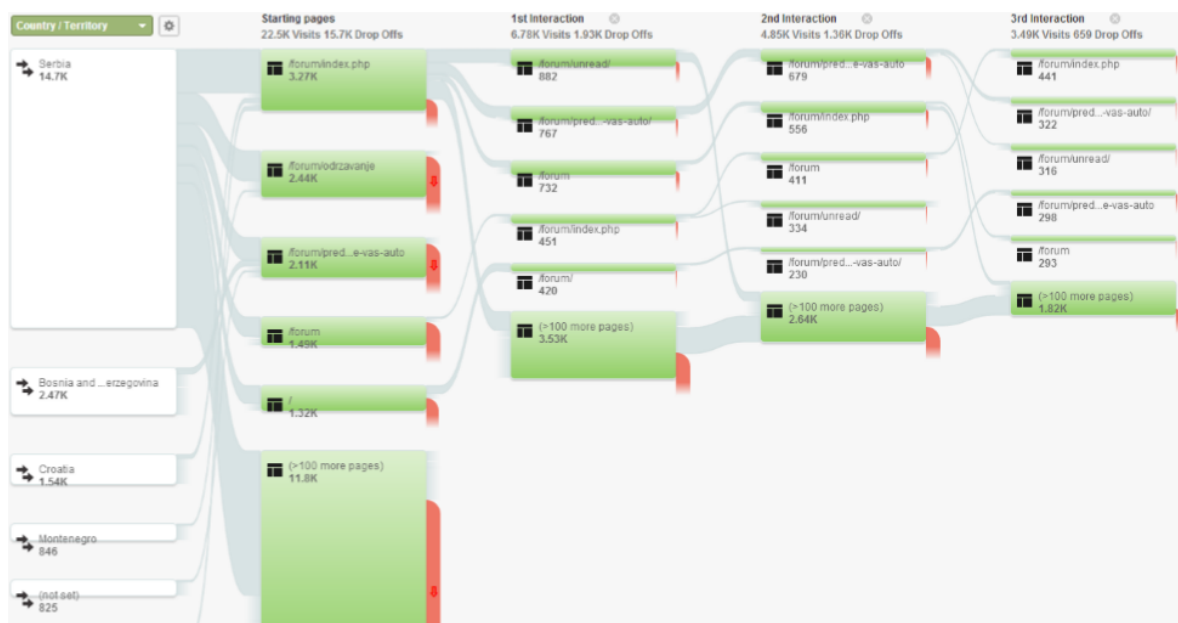 Country / Territory
Serbia
14.7K
Bosnia and ...erzegovina
2.47K
Croatia
1.54K
Montenegro
846
(not set)
825
Starting pages
22.5K Visits 15.7K Drop Offs
/forum/index.php
3.27K
/forum/odrzavanje
2.44K
/forum/pred...e-vas-auto
2.11K
/forum
1.49K
/
1.32K
(>100 more pages)
11.8K
1st Interaction
6.78K Visits 1.93K Drop Offs
/forum/unread/
882
/forum/pred...-vas-auto/
767
/forum
732
/forum/index.php
451
/forum/
420
(>100 more pages)
3.53K
2nd Interaction
4.85K Visits 1.36K Drop Offs
/forum/pred...e-vas-auto
679
/forum/index.php
556
/forum
411
/forum/unread/
334
/forum/pred...-vas-auto/
230
(>100 more pages)
2.64K
3rd Interaction
3.49K Visits 659 Drop Offs
/forum/index.php
441
/forum/pred...-vas-auto/
322
/forum/unread/
316
/forum/pred...e-vas-auto
298
/forum
293
(>100 more pages)
1.82K